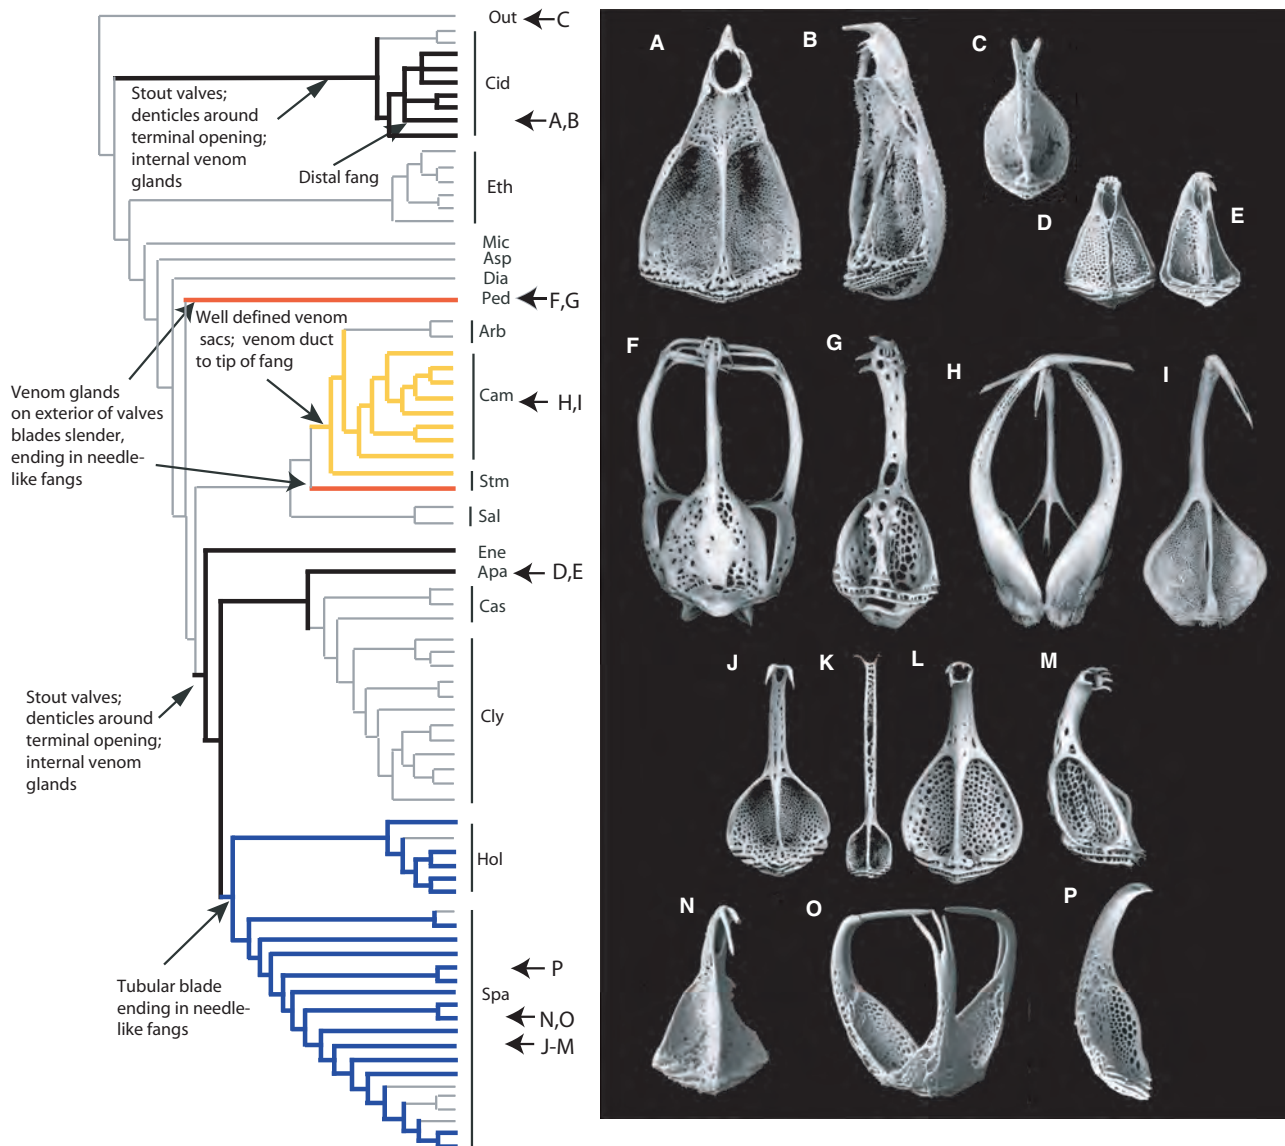 Out
C
Cid
Stout valves;
denticles around
terminal opening;
internal venom
glands
A,B
Distal fang
Eth
Mic
Asp
Dia
Ped
F,G
Well defined venom
sacs; venom duct
to tip of fang
Arb
Venom glands
on exterior of valves
blades slender,
ending in needle-
like fangs
Cam
H,I
Stm
Sal
Ene
Apa
D,E
Cas
Stout valves;
denticles around
terminal opening;
internal venom
glands
Cly
Hol
Tubular blade
ending in needle-
like fangs
P
Spa
N,O
J-M
A
B
C
D
E
F
G
H
I
J
K
L
M
N
O
P